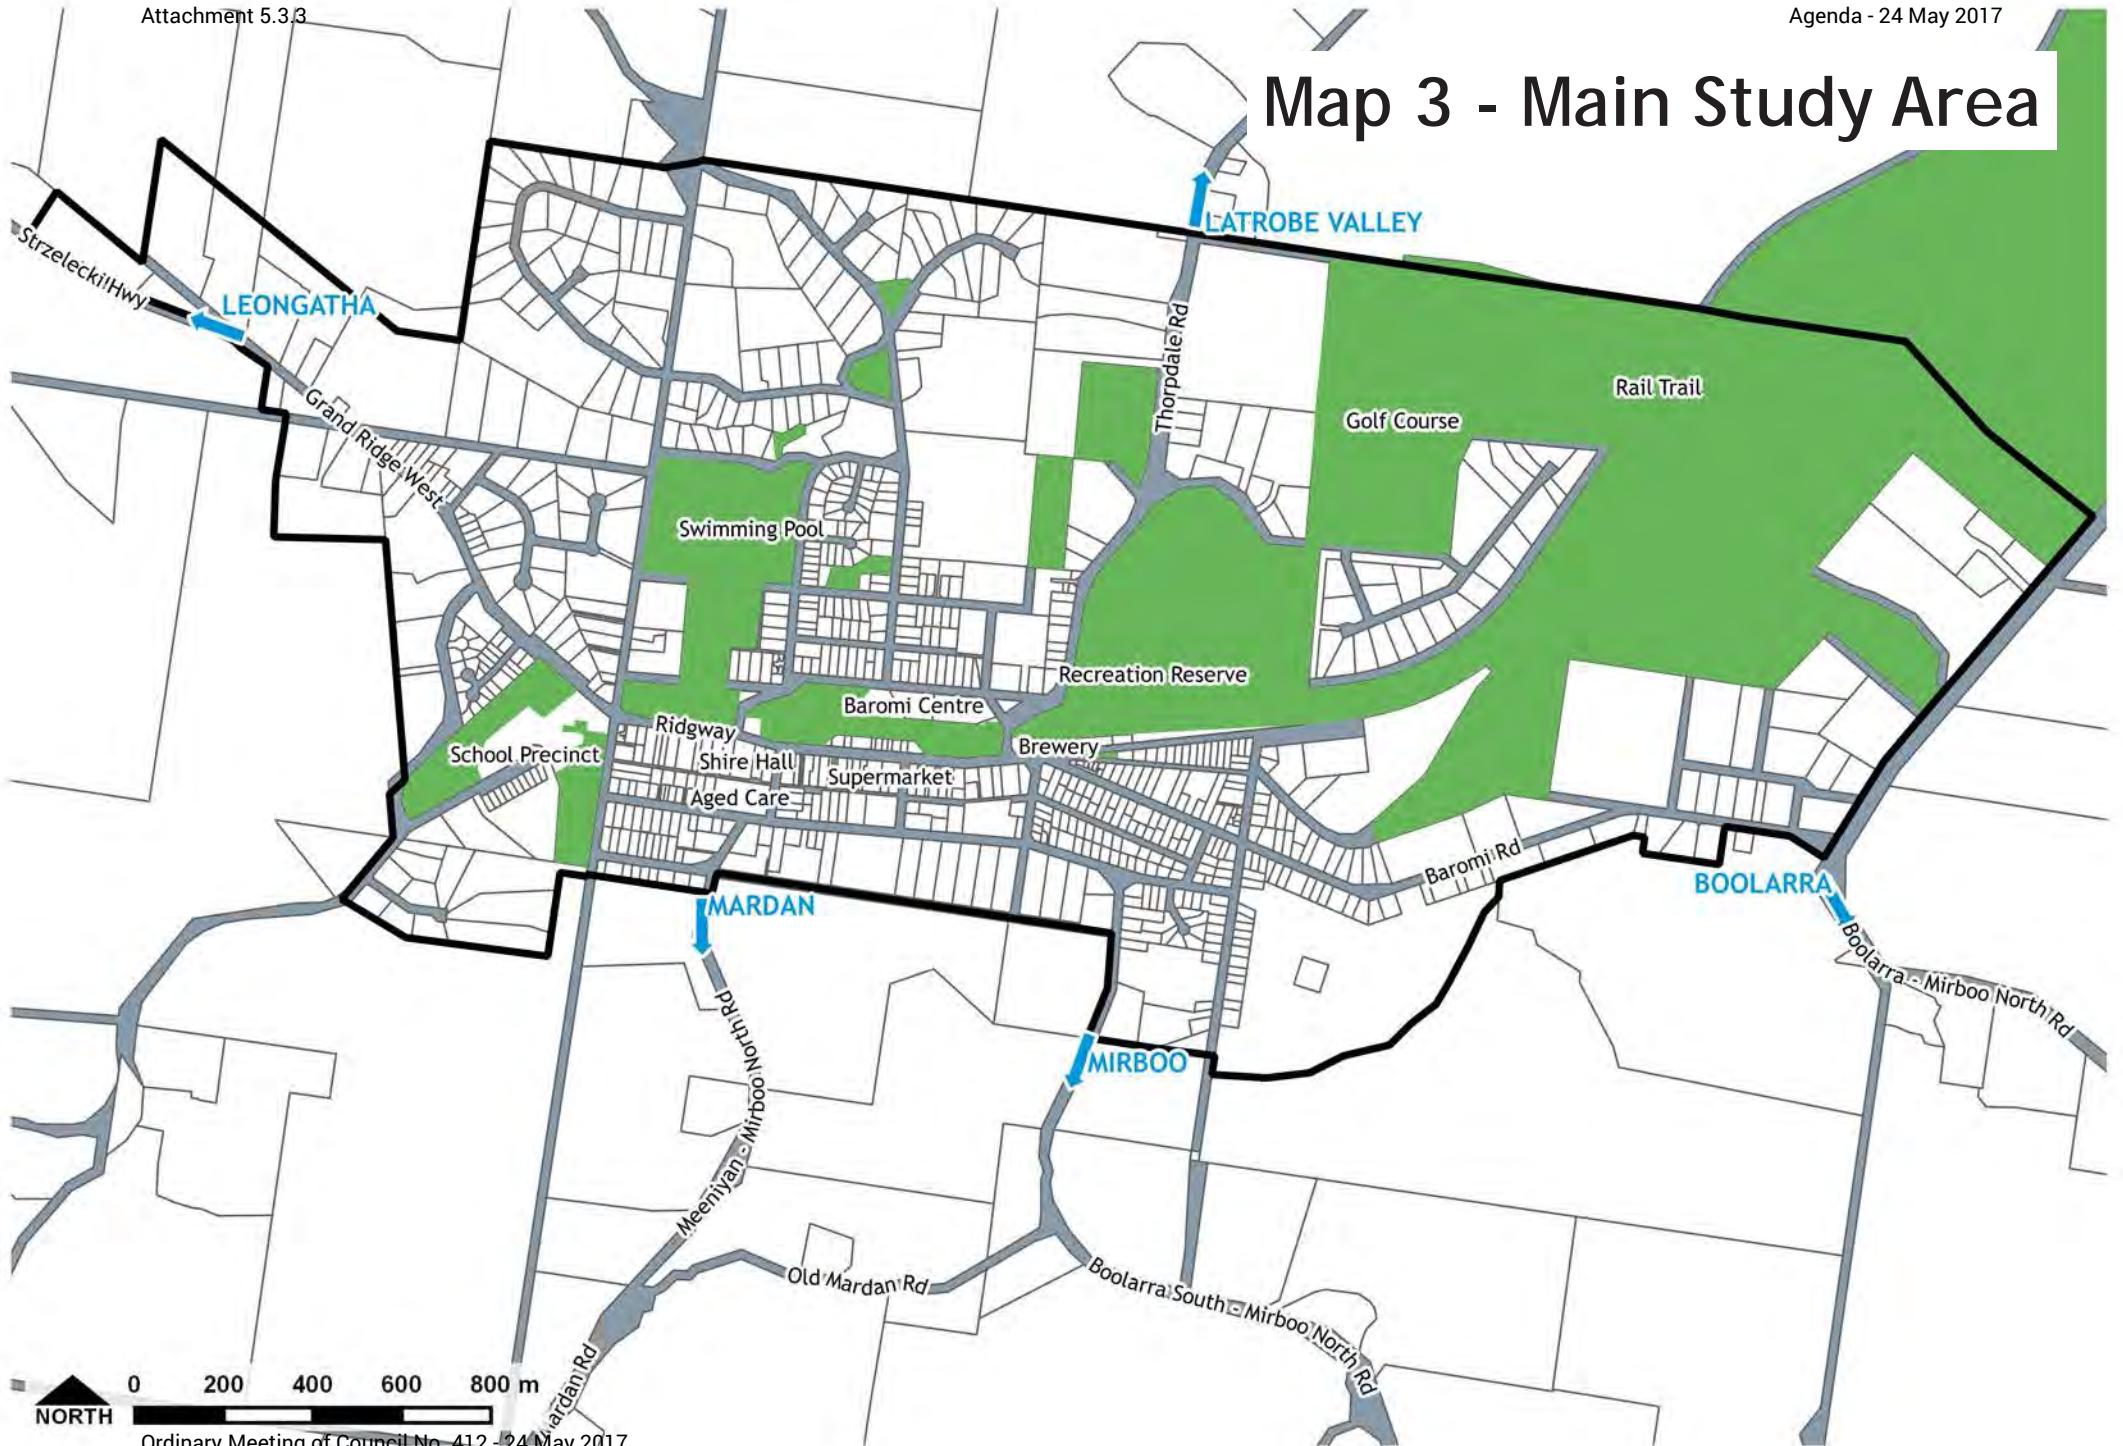 Attachment 5.3.3
Agenda - 24 May 2017
Map 3 - Main Study Area
LATROBE VALLEY
Strzelecki Hwy
LEONGATHA
Thorpdale Rd
Rail Trail
Golf Course
Grand Ridge West
Swimming Pool
Recreation Reserve
Baromi Centre
Ridgway
Brewery
School Precinct
Shire Hall
Supermarket
Aged Care
Baromi Rd
BOOLARRA
MARDAN
Boolarra - Mirboo North Rd
MIRBOO
Meeniyan - Mirboo North Rd
Old Mardan Rd
Boolarra South - Mirboo North Rd
Mardan Rd
0 200 400 600 800 m
NORTH
Ordinary Meeting of Council No. 412 - 24 May 2017